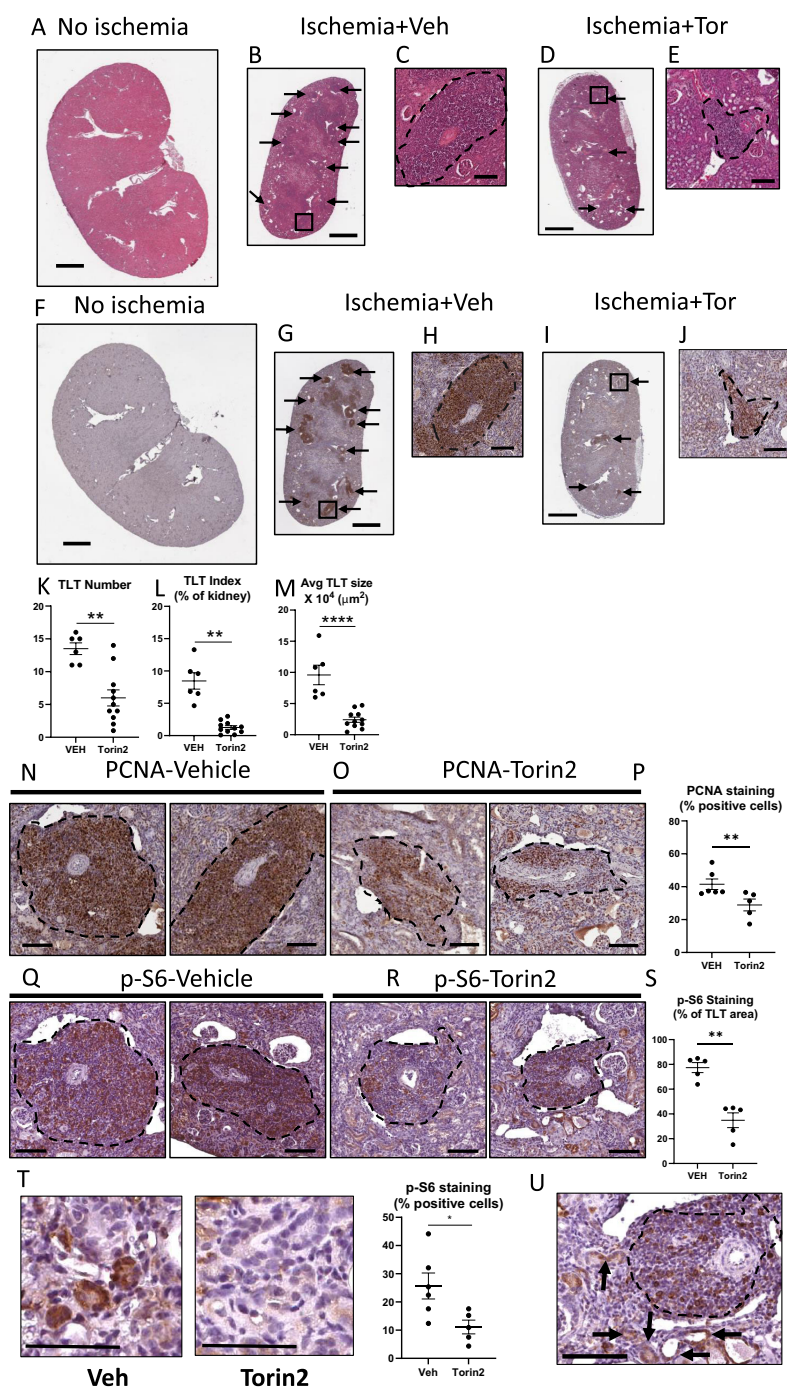 A No ischemia
Ischemia+Veh
Ischemia+Tor
B
C
D
E
F No ischemia
Ischemia+Veh
Ischemia+Tor
G
H
I
J
K TLT Number
**
20
15
10
5
0
VEH Torin2
L TLT Index
(% of kidney)
**
20
15
10
5
0
VEH Torin2
M Avg TLT size
X 10⁴ (μm²)
****
20
15
10
5
0
VEH Torin2
N PCNA-Vehicle
O PCNA-Torin2
P PCNA staining
(% positive cells)
**
80
60
40
20
0
VEH Torin2
Q p-S6-Vehicle
R p-S6-Torin2
S p-S6 Staining
(% of TLT area)
**
100
80
60
40
20
0
VEH Torin2
T
Veh
Torin2
p-S6 staining
(% positive cells)
*
50
40
30
20
10
0
Veh Torin2
U